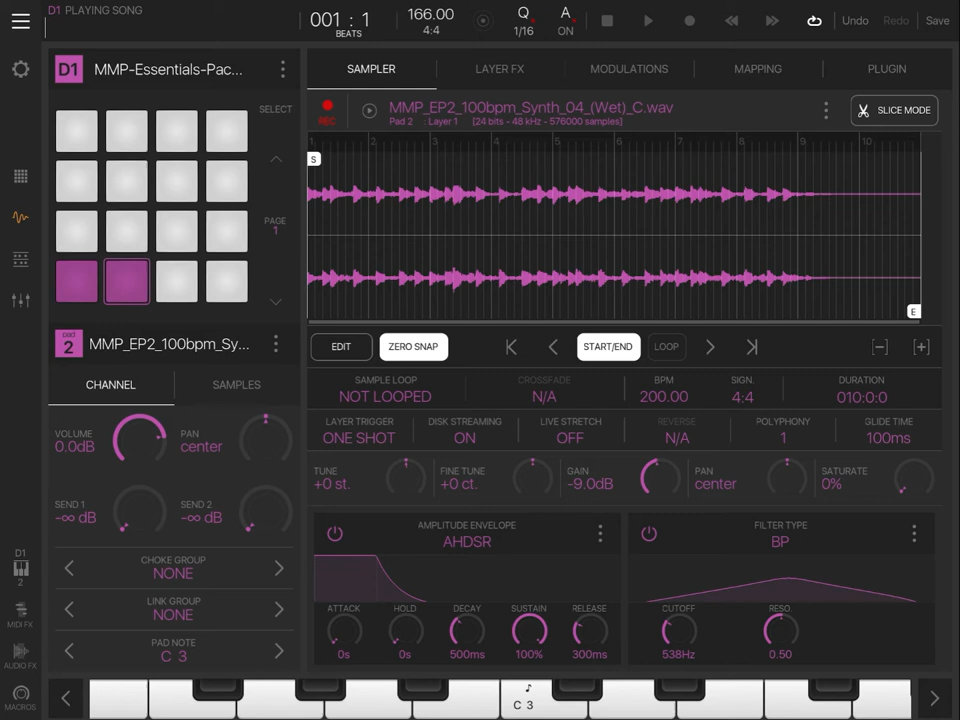 D1 PLAYING SONG
001 : 1
BEATS
166.00
4:4
Q
1/16
A
ON
Undo
Redo
Save
D1
MMP-Essentials-Pac...
SELECT
PAGE
1
pad
2
MMP_EP2_100bpm_Sy...
CHANNEL
SAMPLES
VOLUME
0.0dB
PAN
center
SEND 1
-∞ dB
SEND 2
-∞ dB
CHOKE GROUP
NONE
LINK GROUP
NONE
PAD NOTE
C 3
D1
2
MIDI FX
AUDIO FX
MACROS
SAMPLER
LAYER FX
MODULATIONS
MAPPING
PLUGIN
REC
MMP_EP2_100bpm_Synth_04_(Wet)_C.wav
Pad 2 : Layer 1 [24 bits - 48 kHz - 576000 samples]
SLICE MODE
1 2 3 4 5 6 7 8 9 10
S
E
EDIT
ZERO SNAP
START/END
LOOP
[-]
[+]
SAMPLE LOOP
NOT LOOPED
CROSSFADE
N/A
BPM
200.00
SIGN.
4:4
DURATION
010:0:0
LAYER TRIGGER
ONE SHOT
DISK STREAMING
ON
LIVE STRETCH
OFF
REVERSE
N/A
POLYPHONY
1
GLIDE TIME
100ms
TUNE
+0 st.
FINE TUNE
+0 ct.
GAIN
-9.0dB
PAN
center
SATURATE
0%
AMPLITUDE ENVELOPE
AHDSR
ATTACK
0s
HOLD
0s
DECAY
500ms
SUSTAIN
100%
RELEASE
300ms
FILTER TYPE
BP
CUTOFF
538Hz
RESO.
0.50
C 3